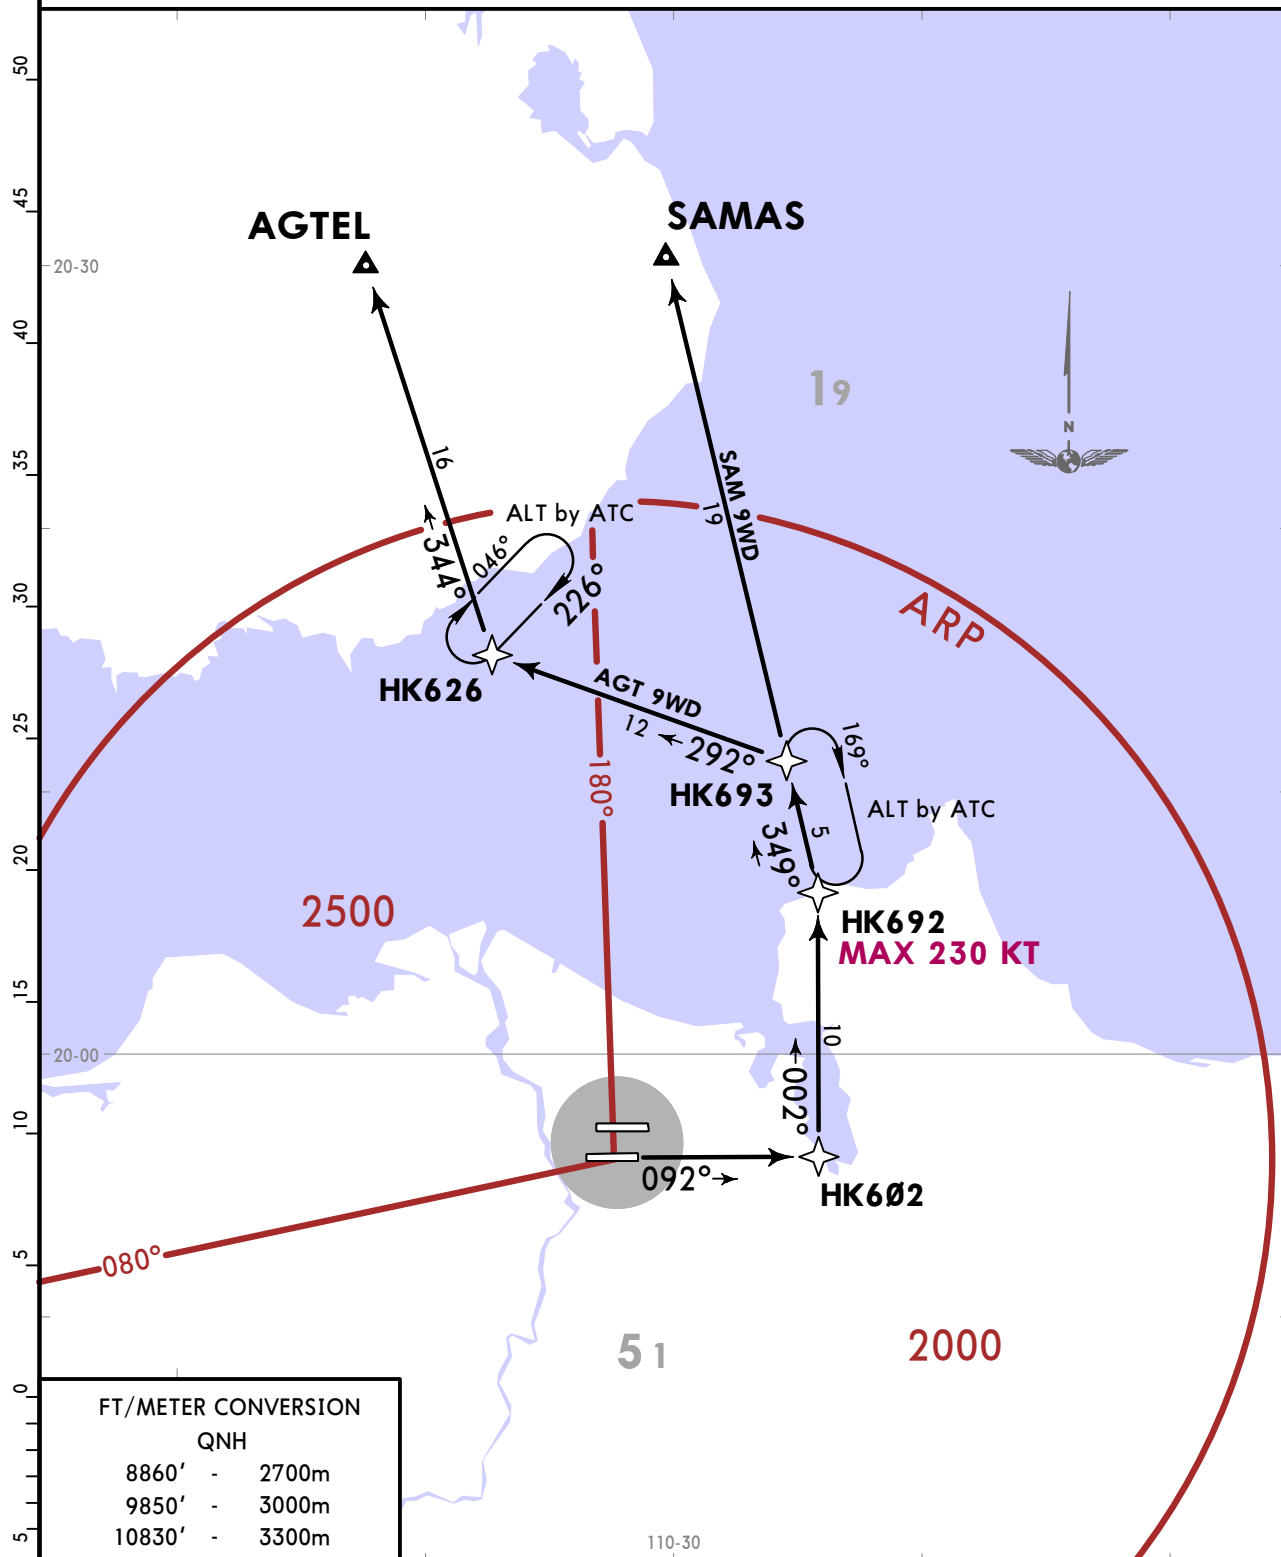 50
45
40
35
30
25
20
15
10
5
0
5
AGTEL
SAMAS
20-30
19
N
16
SAM 9WD
19
ALT by ATC
344°
046°
226°
ARP
HK626
AGT 9WD
12
292°
180°
169°
HK693
ALT by ATC
5
349°
2500
HK692
MAX 230 KT
10
20-00
002°
092°
HK6Ø2
080°
51
2000
FT/METER CONVERSION
QNH
8860' - 2700m
9850' - 3000m
10830' - 3300m
110-30